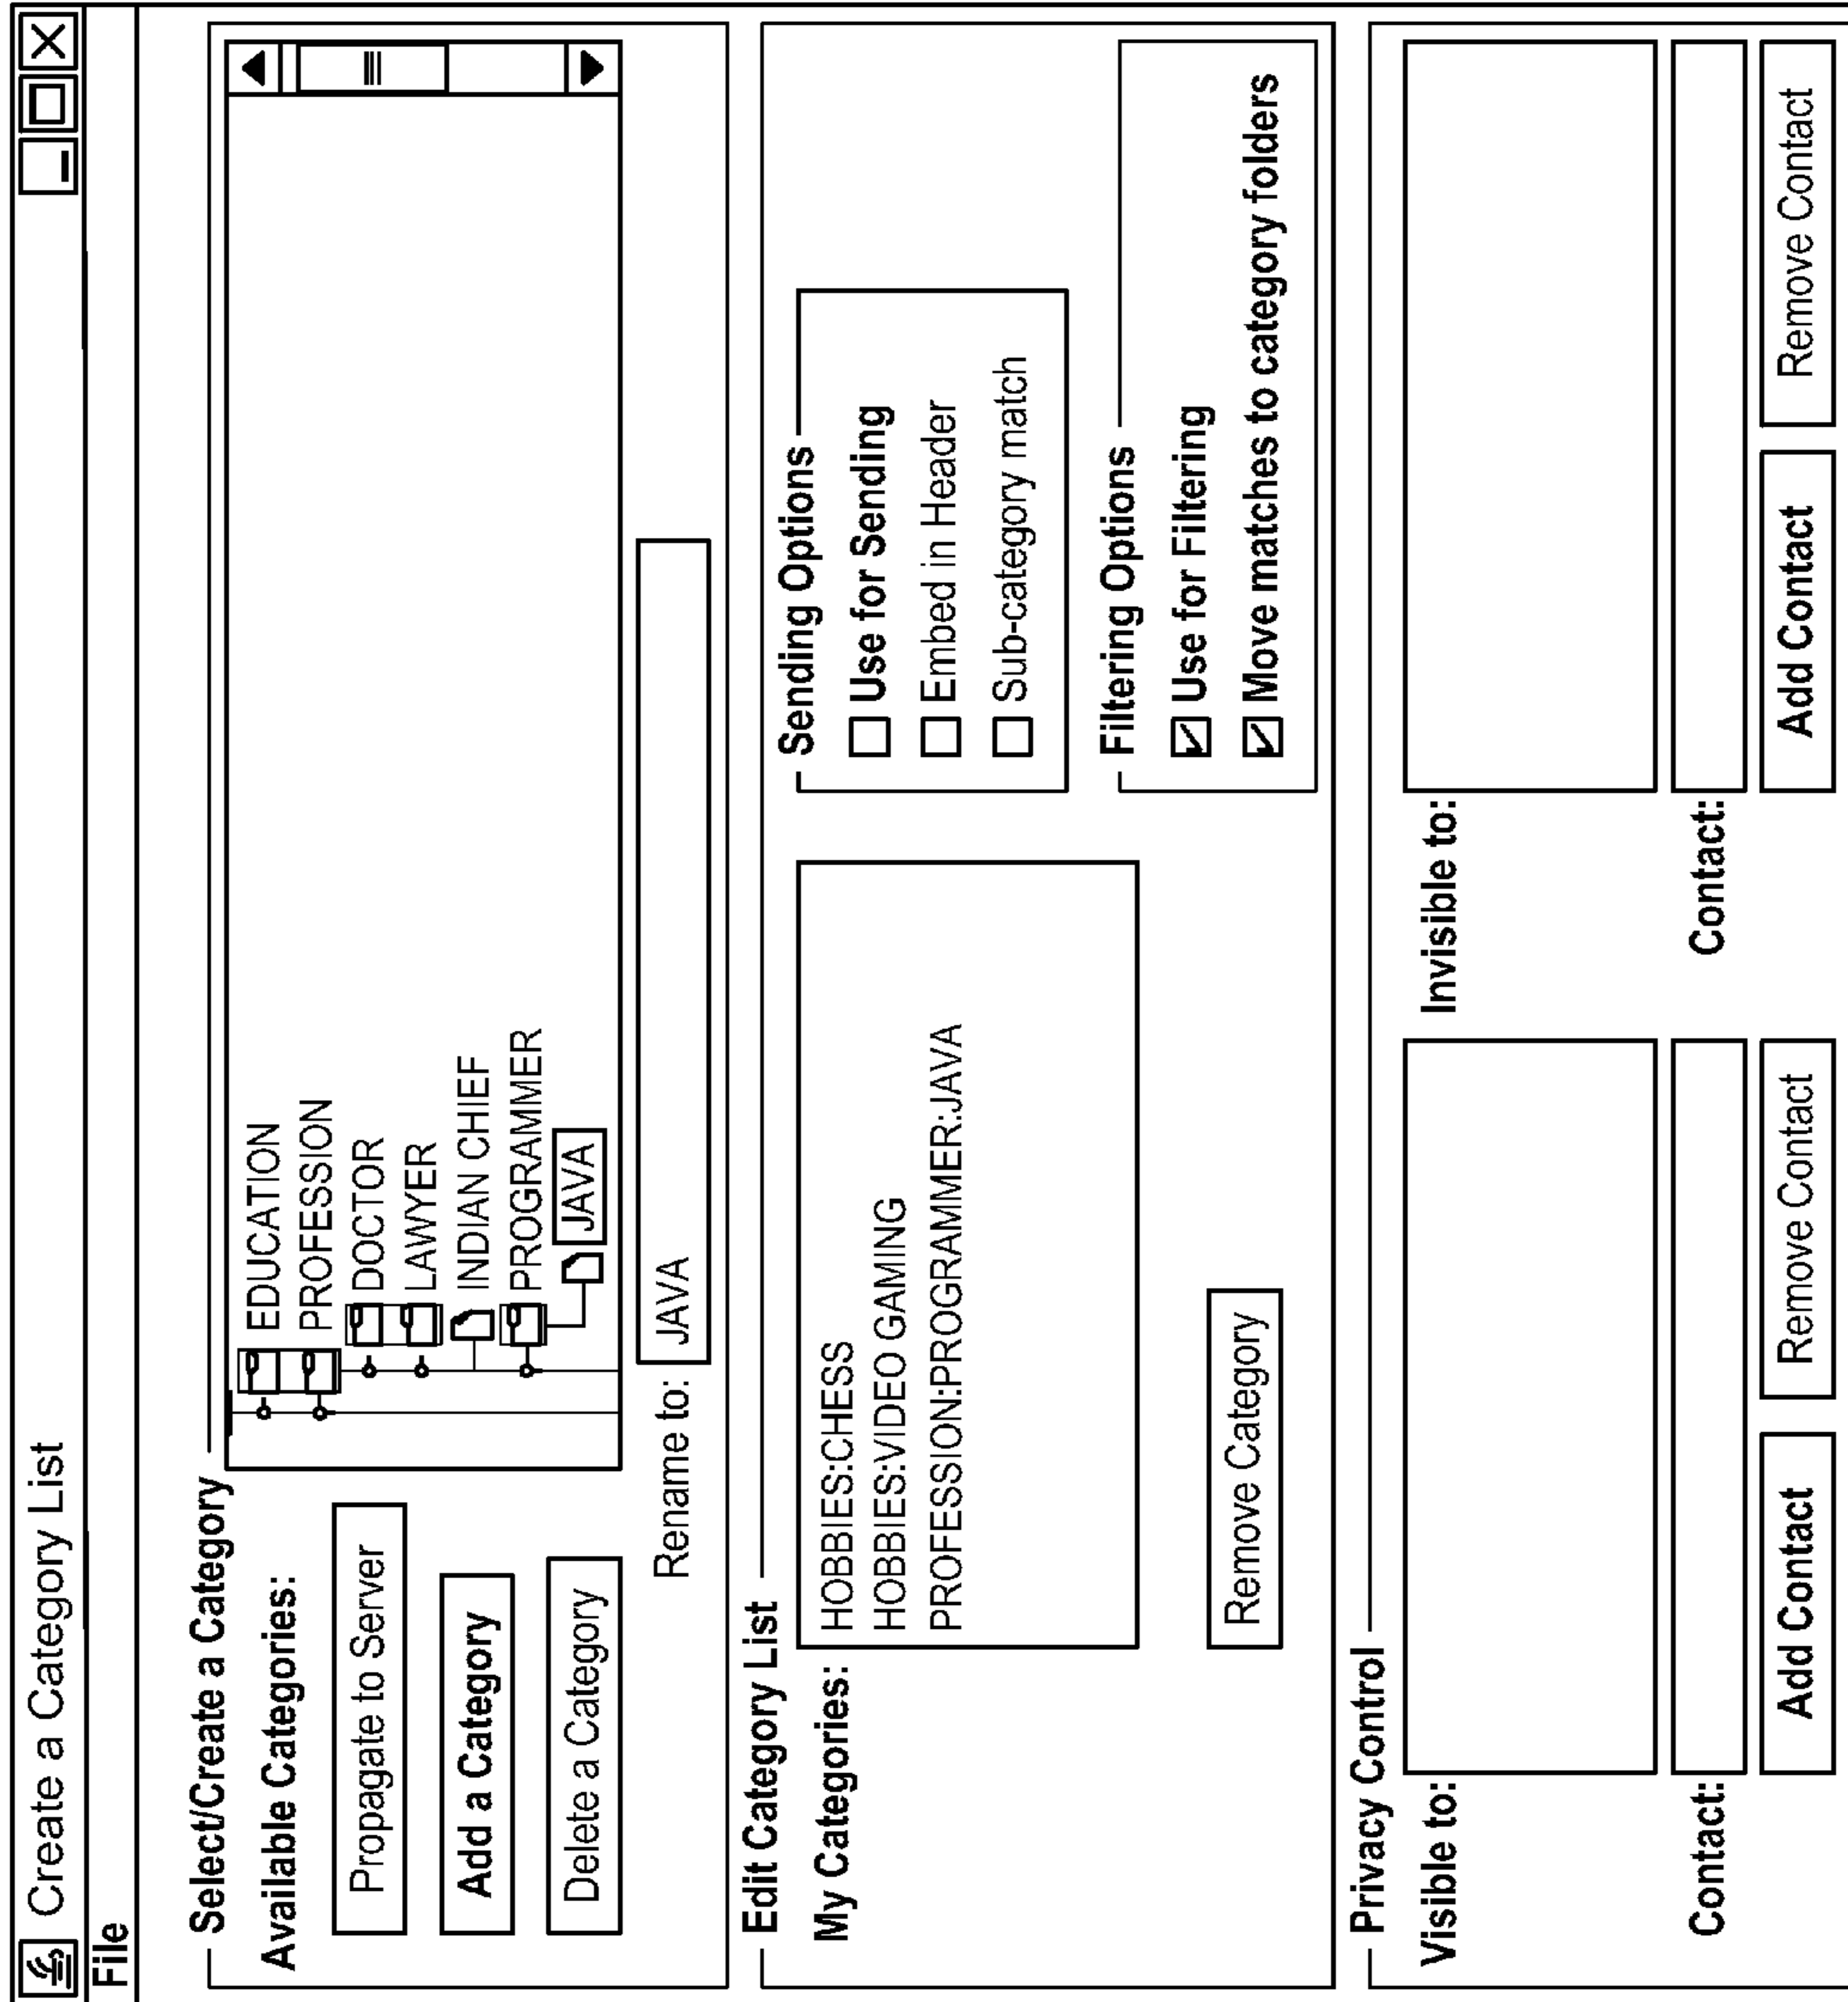 Create a Category List
File
Select/Create a Category
Available Categories:
Propagate to Server
Add a Category
Delete a Category
EDUCATION
PROFESSION
DOCTOR
LAWYER
INDIAN CHIEF
PROGRAMMER
JAVA
Rename to: JAVA
Edit Category List
My Categories:
HOBBIES:CHESS
HOBBIES:VIDEO GAMING
PROFESSION:PROGRAMMER:JAVA
Remove Category
Sending Options
Use for Sending
Embed in Header
Sub-category match
Filtering Options
Use for Filtering
Move matches to category folders
Privacy Control
Visible to:
Contact:
Add Contact
Remove Contact
Invisible to:
Contact:
Add Contact
Remove Contact